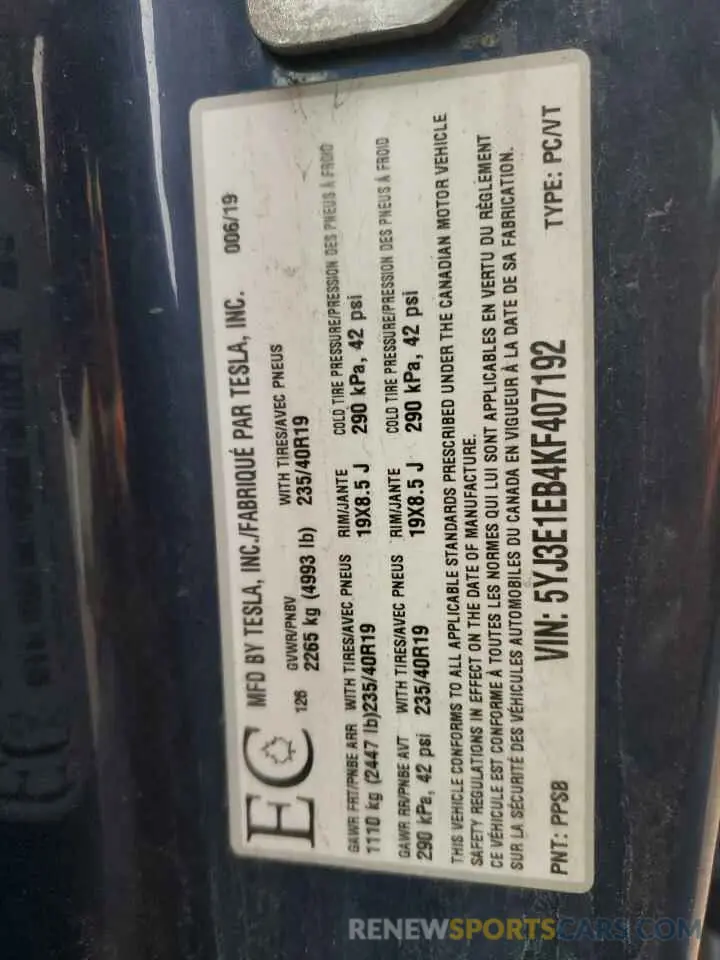 EC
MFD BY TESLA, INC./FABRIQUÉ PAR TESLA, INC. 006/19
126 GVWR/PNBV WITH TIRES/AVEC PNEUS
2265 kg (4993 lb) 235/40R19
GAWR FRT/PNBE ARR WITH TIRES/AVEC PNEUS RIM/JANTE COLD TIRE PRESSURE/PRESSION DES PNEUS À FROID
1110 kg (2447 lb)235/40R19 19X8.5 J 290 kPa, 42 psi
GAWR RR/PNBE AVT WITH TIRES/AVEC PNEUS RIM/JANTE COLD TIRE PRESSURE/PRESSION DES PNEUS À FROID
290 kPa, 42 psi 235/40R19 19X8.5 J 290 kPa, 42 psi
THIS VEHICLE CONFORMS TO ALL APPLICABLE STANDARDS PRESCRIBED UNDER THE CANADIAN MOTOR VEHICLE
SAFETY REGULATIONS IN EFFECT ON THE DATE OF MANUFACTURE.
CE VÉHICULE EST CONFORME À TOUTES LES NORMES QUI LUI SONT APPLICABLES EN VERTU DU RÈGLEMENT
SUR LA SÉCURITÉ DES VÉHICULES AUTOMOBILES DU CANADA EN VIGUEUR À LA DATE DE SA FABRICATION.
PNT: PPSB VIN: 5YJ3E1EB4KF407192 TYPE: PC/VT
RENEWSPORTSCARS.COM